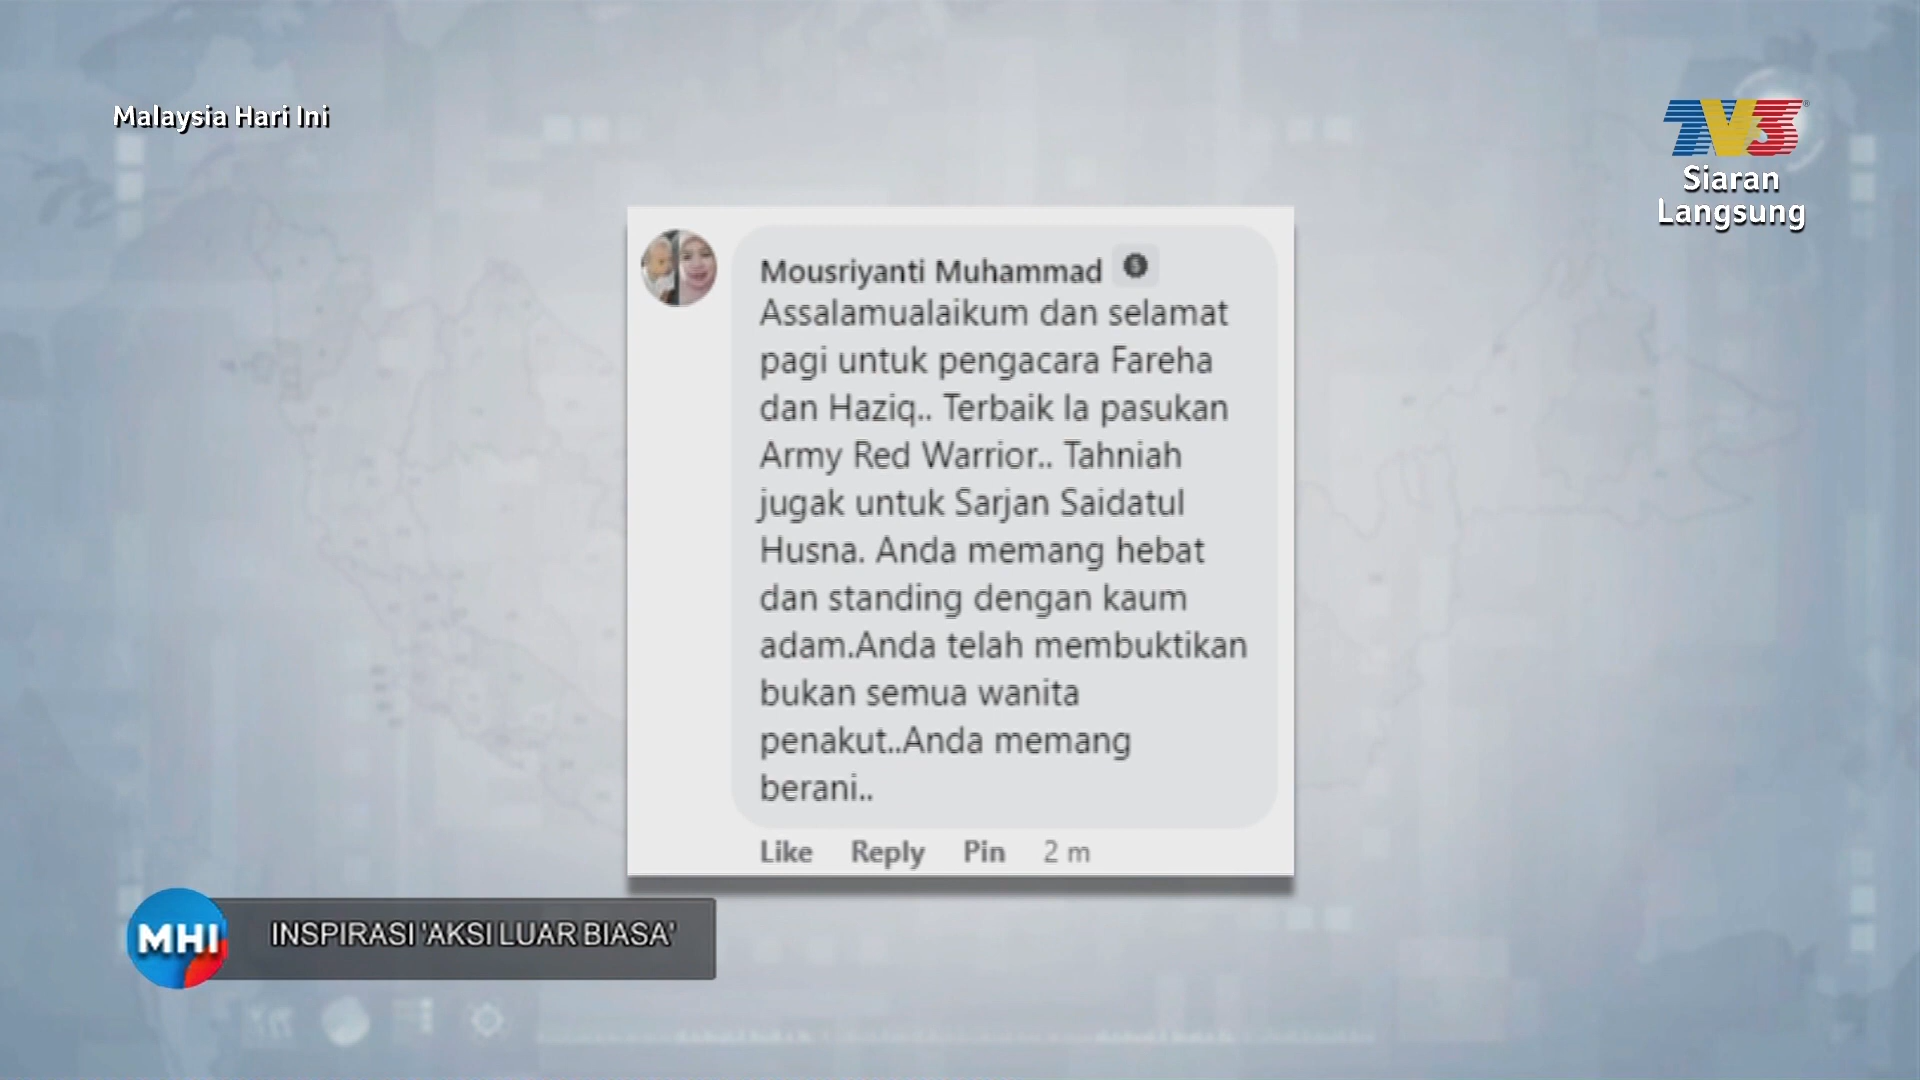 Malaysia Hari Ini
TV3
Siaran
Langsung
Mousriyanti Muhammad
Assalamualaikum dan selamat
pagi untuk pengacara Fareha
dan Haziq.. Terbaik la pasukan
Army Red Warrior.. Tahniah
jugak untuk Sarjan Saidatul
Husna. Anda memang hebat
dan standing dengan kaum
adam.Anda telah membuktikan
bukan semua wanita
penakut..Anda memang
berani..
Like Reply Pin 2 m
MHI
INSPIRASI 'AKSI LUAR BIASA'